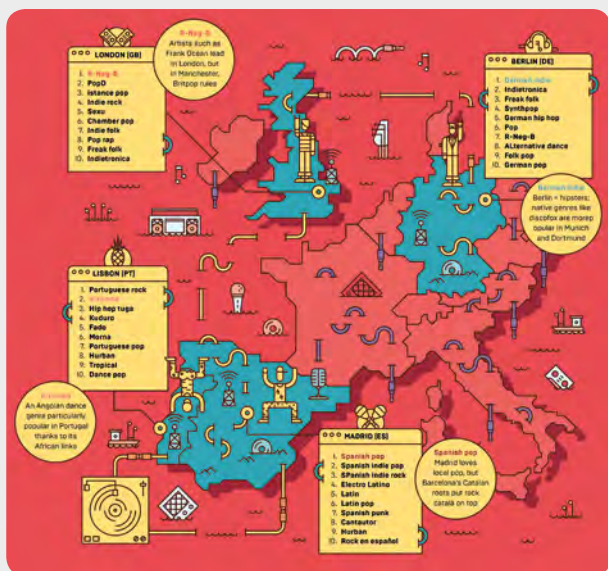 LONDON [GB]
1. R-Neg-B
2. PopD
3. istance pop
4. Indie rock
5. Sexu
6. Chamber pop
7. Indie folk
8. Pop rap
9. Freak folk
10. Indietronica
R-Neg-B
Artists such as
Frank Ocean lead
in London, but
in Manchester,
Britpop rules
BERLIN [DE]
1. German indie
2. Indietronica
3. Freak folk
4. Synthpop
5. German hip hop
6. Pop
7. R-Neg-B
8. ALternative dance
9. Folk pop
10. German pop
German indie
Berlin = hipsters;
native genres like
discofox are morep
opular in Munich
and Dortmund
LISBON [PT]
1. Portuguese rock
2.
3. Hip hop tuga
4. Kuduro
5. Fado
6. Morna
7. Portuguese pop
8. Hurban
9. Tropical
10. Dance pop
An Angolan dance
genre particularly
popular in Portugal
thanks to its
African links
MADRID [ES]
1. Spanish pop
2. Spanish indie pop
3. SPanish indie rock
4. Electro Latino
5. Latin
6. Latin pop
7. Spanish punk
8. Cantautor
9. Hurban
10. Rock en español
Spanish pop
Madrid loves
local pop, but
Barcelona's Catalan
roots put rock
català on top